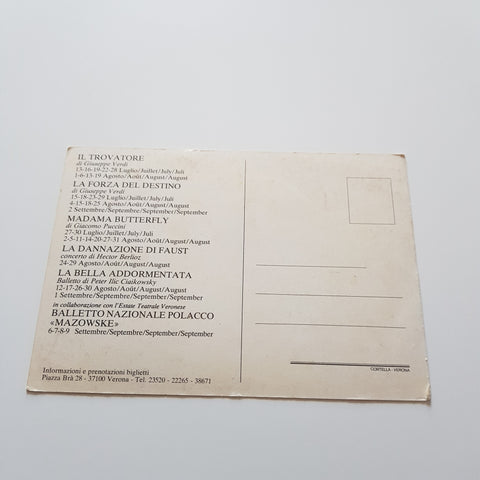 IL TROVATORE
di Giuseppe Verdi
13-16-19-22-28 Luglio/Juillet/July/Juli
1-6-13-19 Agosto/Août/August/August
LA FORZA DEL DESTINO
di Giuseppe Verdi
15-18-23-29 Luglio/Juillet/July/Juli
4-15-18-25 Agosto/Août/August/August
2 Settembre/Septembre/September/September
MADAMA BUTTERFLY
di Giacomo Puccini
27-30 Luglio/Juillet/July/Juli
2-5-11-14-20-27-31 Agosto/Août/August/August
LA DANNAZIONE DI FAUST
concerto di Hector Berlioz
24-29 Agosto/Août/August/August
LA BELLA ADDORMENTATA
Balletto di Peter Ilic Ciaikowsky
12-17-26-30 Agosto/Août/August/August
1 Settembre/Septembre/September/September
in collaborazione con l'Estate Teatrale Veronese
BALLETTO NAZIONALE POLACCO
«MAZOWSKE»
6-7-8-9 Settembre/Septembre/September/September
Informazioni e prenotazioni biglietti
Piazza Brà 28 - 37100 Verona - Tel. 23520 - 22265 - 38671
CORTELLA - VERONA